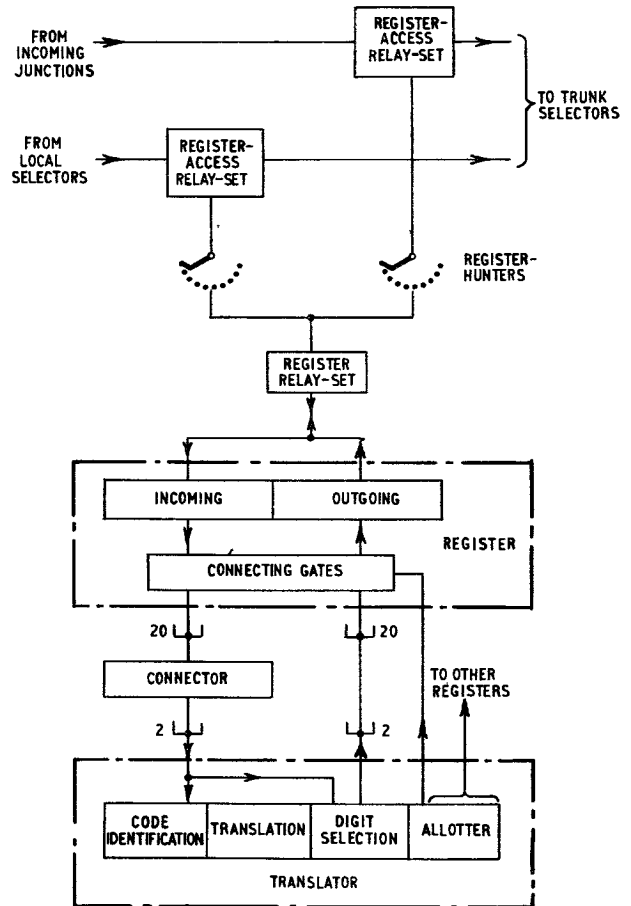 FROM
INCOMING
JUNCTIONS
REGISTER-
ACCESS
RELAY-SET
TO TRUNK
SELECTORS
FROM
LOCAL
SELECTORS
REGISTER-
ACCESS
RELAY-SET
REGISTER-
HUNTERS
REGISTER
RELAY-SET
INCOMING
OUTGOING
REGISTER
CONNECTING GATES
20
20
CONNECTOR
TO OTHER
REGISTERS
2
2
CODE
IDENTIFICATION
TRANSLATION
DIGIT
SELECTION
ALLOTTER
TRANSLATOR